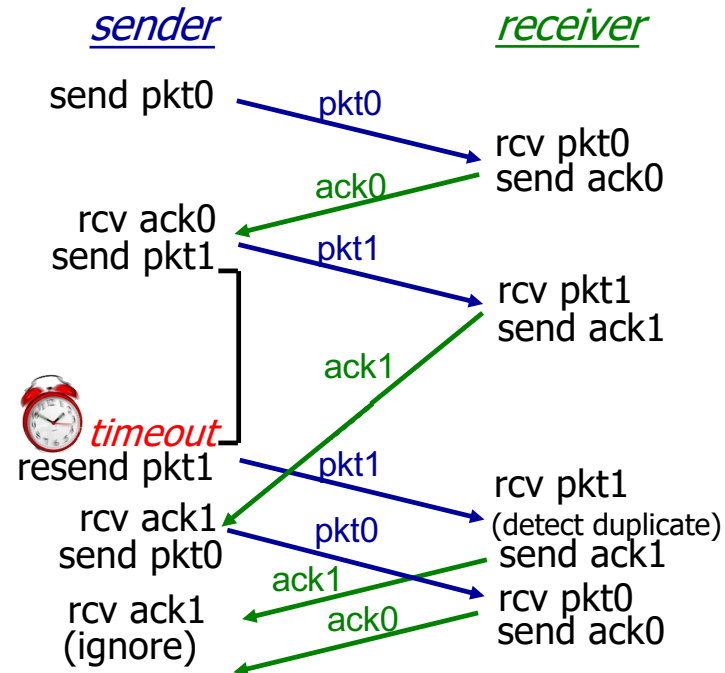 sender receiver
send pkt0
pkt0
rcv pkt0
send ack0
ack0
rcv ack0
send pkt1
pkt1
rcv pkt1
send ack1
ack1
timeout
resend pkt1
pkt1
rcv pkt1
(detect duplicate)
rcv ack1
send pkt0
pkt0
send ack1
ack1
rcv pkt0
send ack0
rcv ack1
(ignore)
ack0